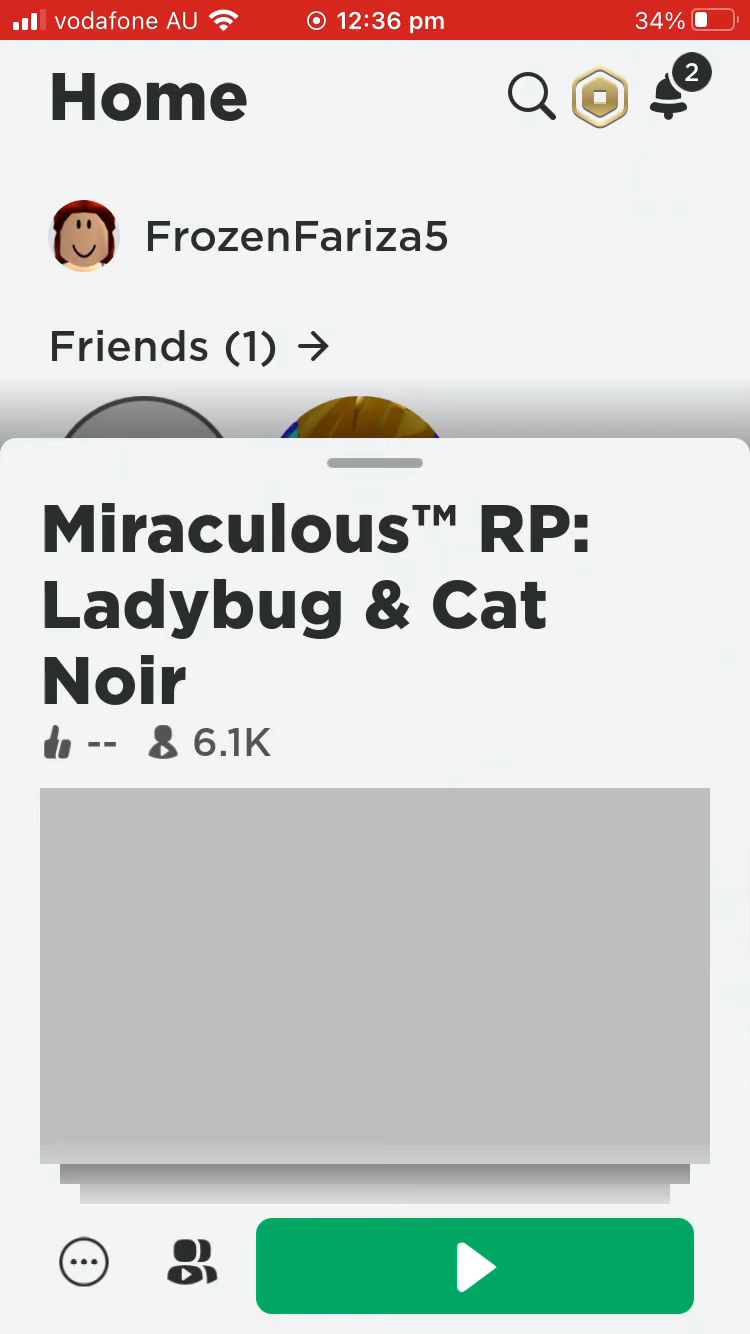 vodafone AU 12:36 pm 34%
Home
2
FrozenFariza5
Friends (1) →
Miraculous™ RP:
Ladybug & Cat
Noir
-- 6.1K